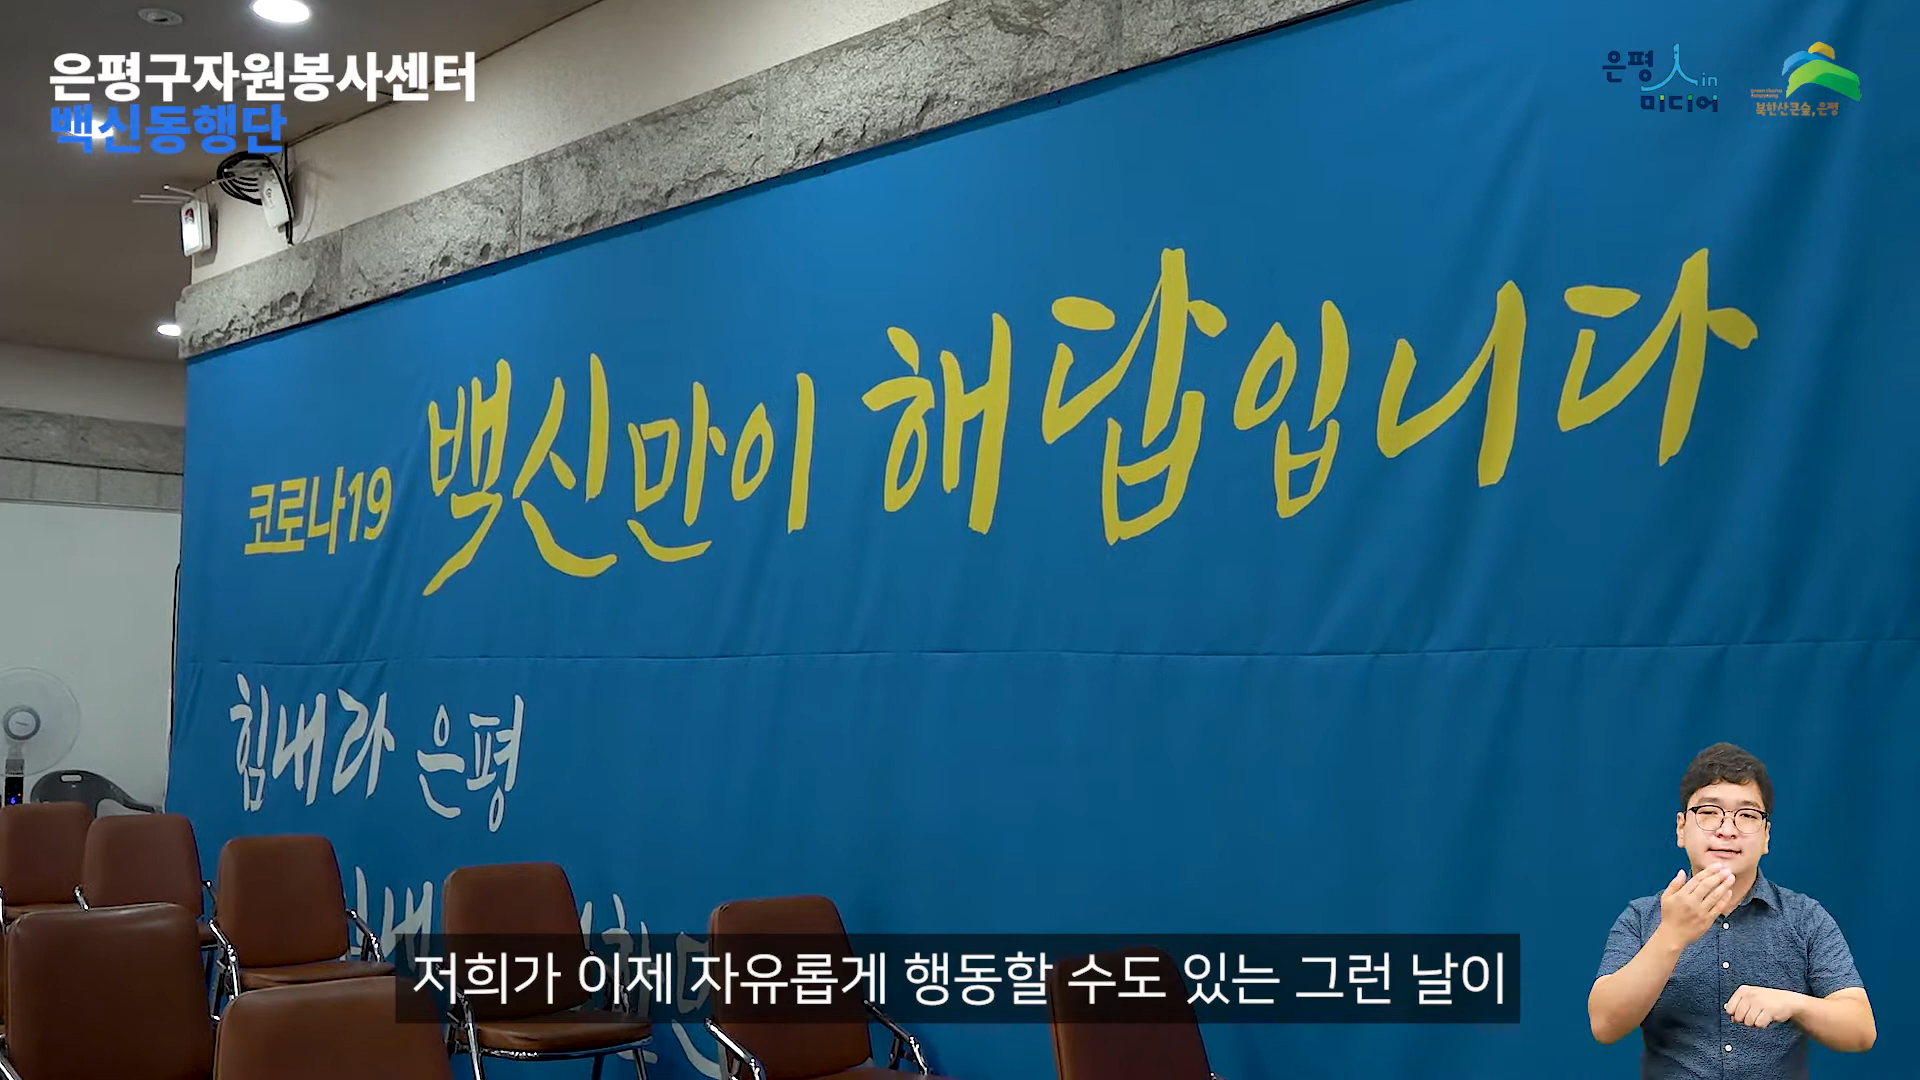 은평구자원봉사센터
백신동행단
은평人in
미디어
북한산큰숲, 은평
코로나19 백신만이 해답입니다
힘내라 은평
저희가 이제 자유롭게 행동할 수도 있는 그런 날이